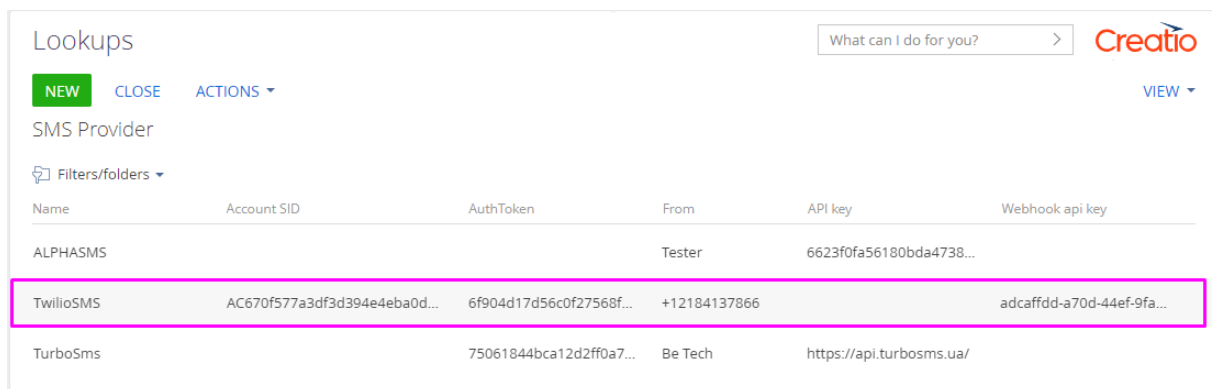 Lookups
What can I do for you?
Creatio
NEW CLOSE ACTIONS VIEW
SMS Provider
Filters/folders
Name Account SID AuthToken From API key Webhook api key
ALPHASMS Tester 6623f0fa56180bda4738...
TwilioSMS AC670f577a3df3d394e4eba0d... 6f904d17d56c0f27568f... +12184137866 adcaffdd-a70d-44ef-9fa...
TurboSms 75061844bca12d2ff0a7... Be Tech https://api.turbosms.ua/